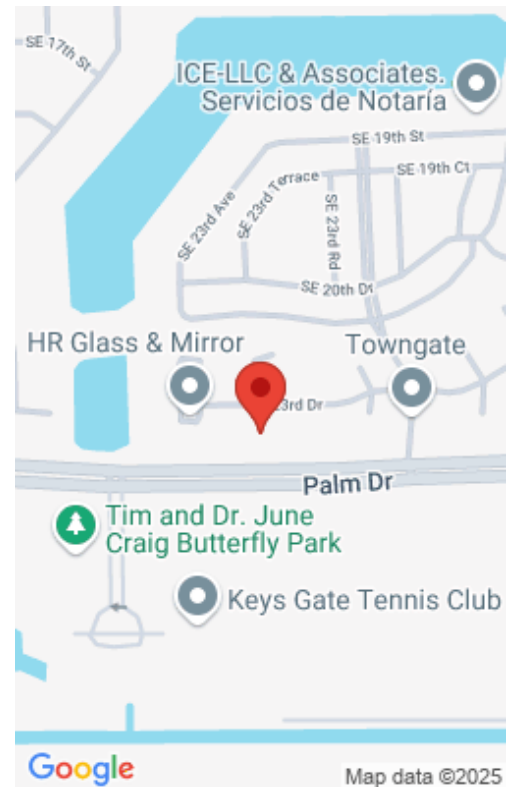 SE 17th St
ICE-LLC & Associates.
Servicios de Notaría
SE 19th St
SE 19th Ct
SE 23rd Ave
SE 23rd Terrace
SE 23rd Rd
SE 20th Dr
HR Glass & Mirror
Towngate
23rd Dr
Palm Dr
Tim and Dr. June
Craig Butterfly Park
Keys Gate Tennis Club
Google
Map data ©2025